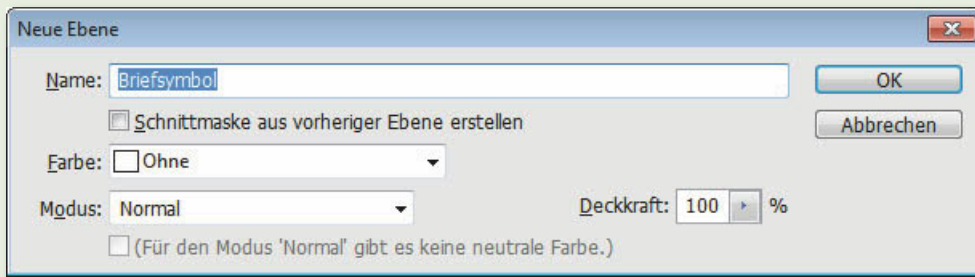 Neue Ebene
Name: Briefsymbol
OK
Schnittmaske aus vorheriger Ebene erstellen
Abbrechen
Farbe: Ohne
Modus: Normal
Deckkraft: 100 %
(Für den Modus 'Normal' gibt es keine neutrale Farbe.)